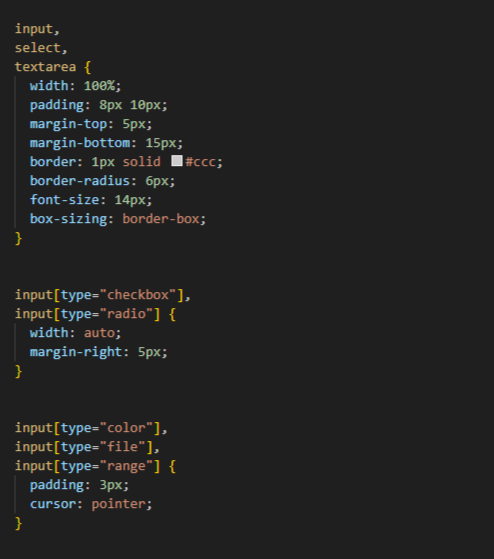 input,
select,
textarea {
width: 100%;
padding: 8px 10px;
margin-top: 5px;
margin-bottom: 15px;
border: 1px solid #ccc;
border-radius: 6px;
font-size: 14px;
box-sizing: border-box;
}
input[type="checkbox"],
input[type="radio"] {
width: auto;
margin-right: 5px;
}
input[type="color"],
input[type="file"],
input[type="range"] {
padding: 3px;
cursor: pointer;
}